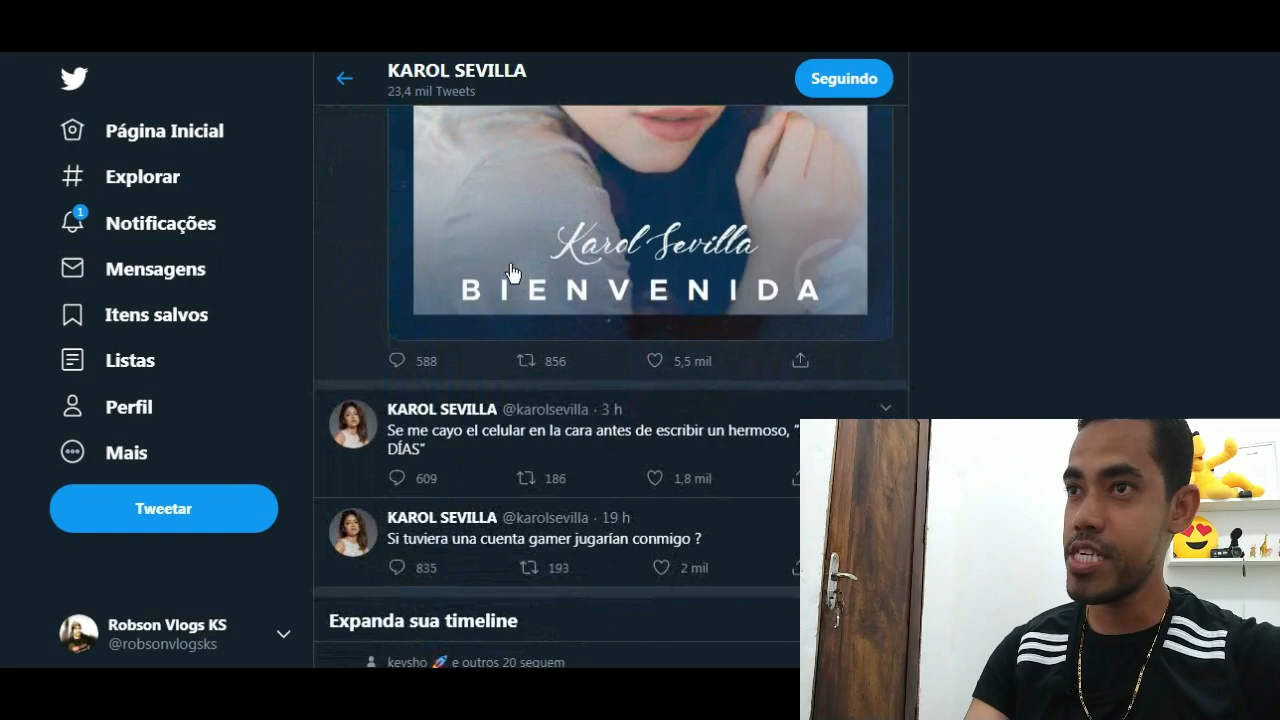 KAROL SEVILLA
23,4 mil Tweets
Seguindo
Página Inicial
Explorar
1
Notificações
Mensagens
Itens salvos
Listas
Perfil
Mais
Tweetar
Robson Vlogs KS
@robsonvlogsks
Karol Sevilla
BIENVENIDA
588 856 5,5 mil
KAROL SEVILLA @karolsevilla · 3 h
Se me cayo el celular en la cara antes de escribir un hermoso, “
DÍAS”
609 186 1,8 mil
KAROL SEVILLA @karolsevilla · 19 h
Si tuviera una cuenta gamer jugarían conmigo ?
835 193 2 mil
Expanda sua timeline
keysho 🚀 e outros 20 seguem